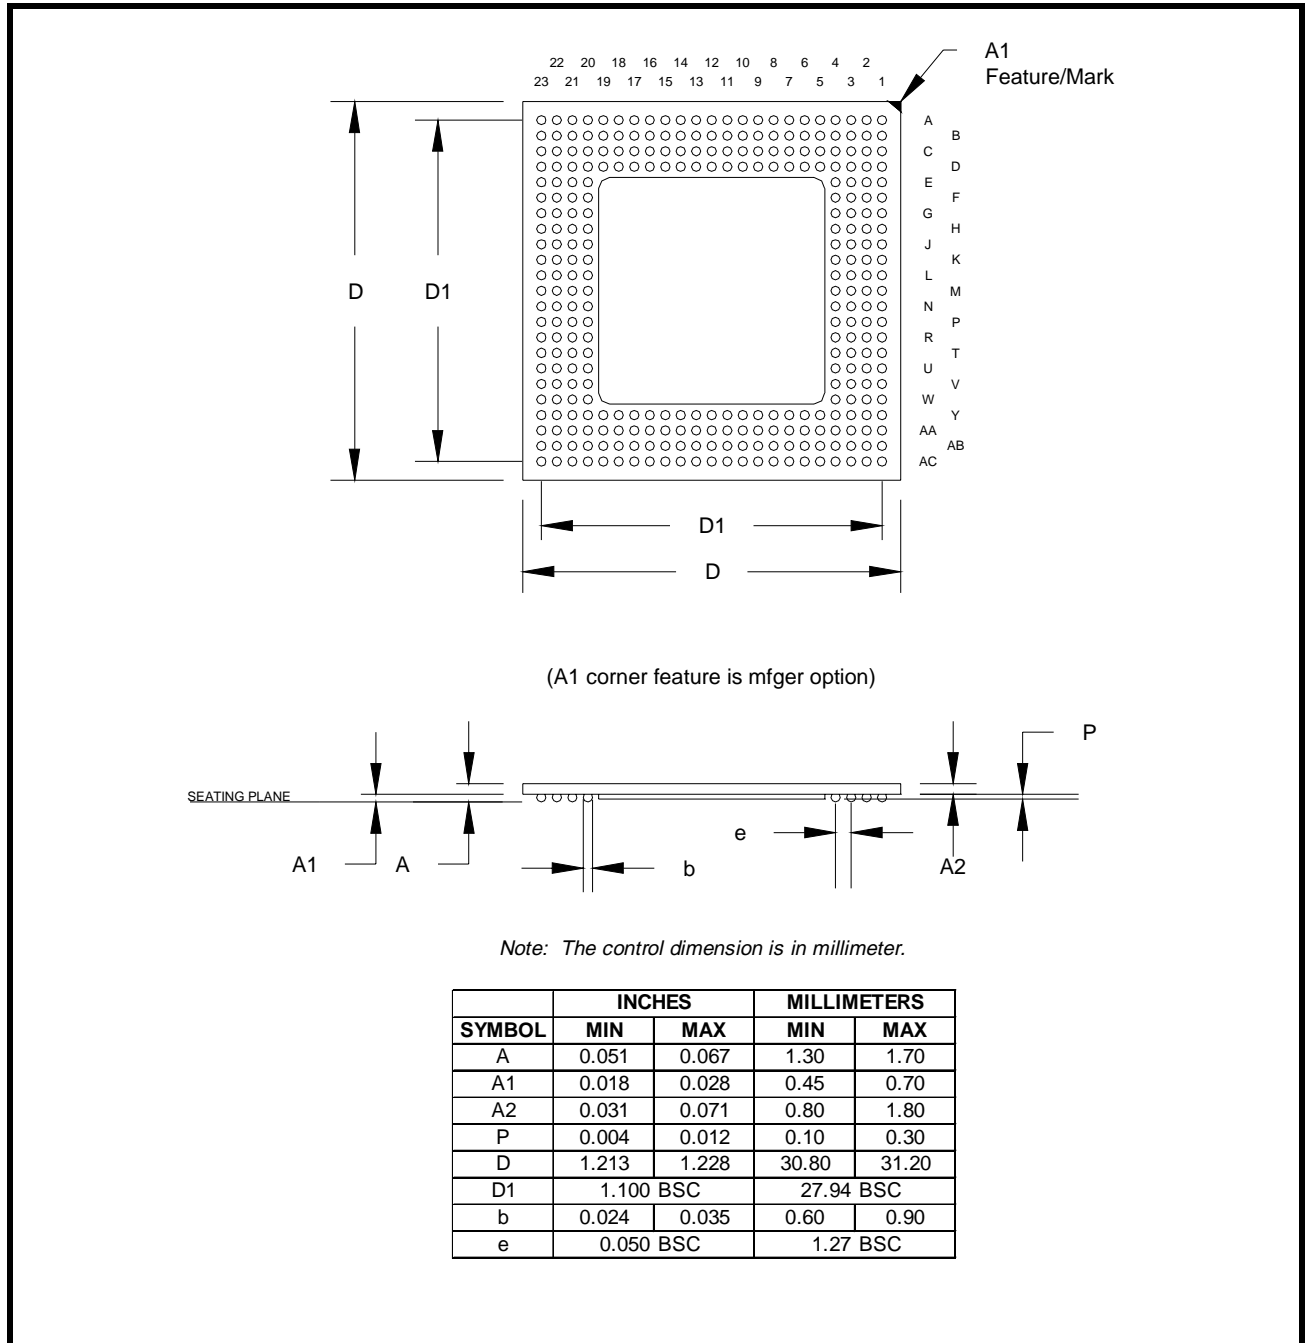 A1
Feature/Mark
22 20 18 16 14 12 10 8 6 4 2
23 21 19 17 15 13 11 9 7 5 3 1
A
B
C
D
E
F
G
H
J
K
L
M
N
P
R
T
U
V
W
Y
AA
AB
AC
D
D1
D1
D
(A1 corner feature is mfger option)
P
SEATING PLANE
e
A1
A
b
A2
Note: The control dimension is in millimeter.
INCHES MILLIMETERS
SYMBOL MIN MAX MIN MAX
A 0.051 0.067 1.30 1.70
A1 0.018 0.028 0.45 0.70
A2 0.031 0.071 0.80 1.80
P 0.004 0.012 0.10 0.30
D 1.213 1.228 30.80 31.20
D1 1.100 BSC 27.94 BSC
b 0.024 0.035 0.60 0.90
e 0.050 BSC 1.27 BSC